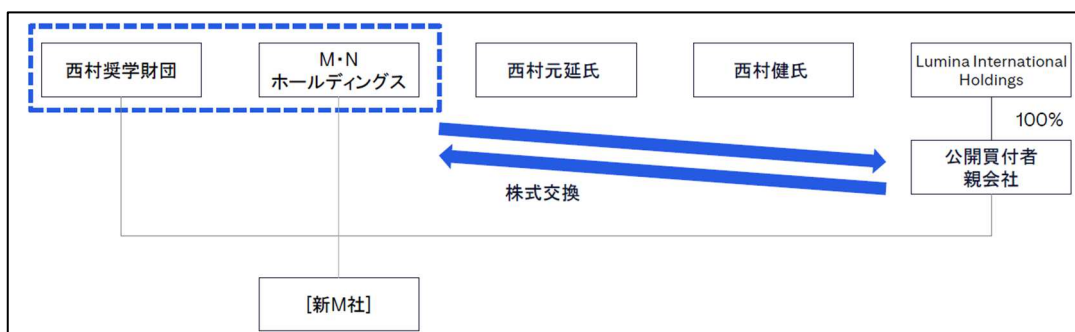 西村奨学財団
M・N
ホールディングス
西村元延氏
西村健氏
Lumina International
Holdings
100%
公開買付者
親会社
株式交換
[新M社]